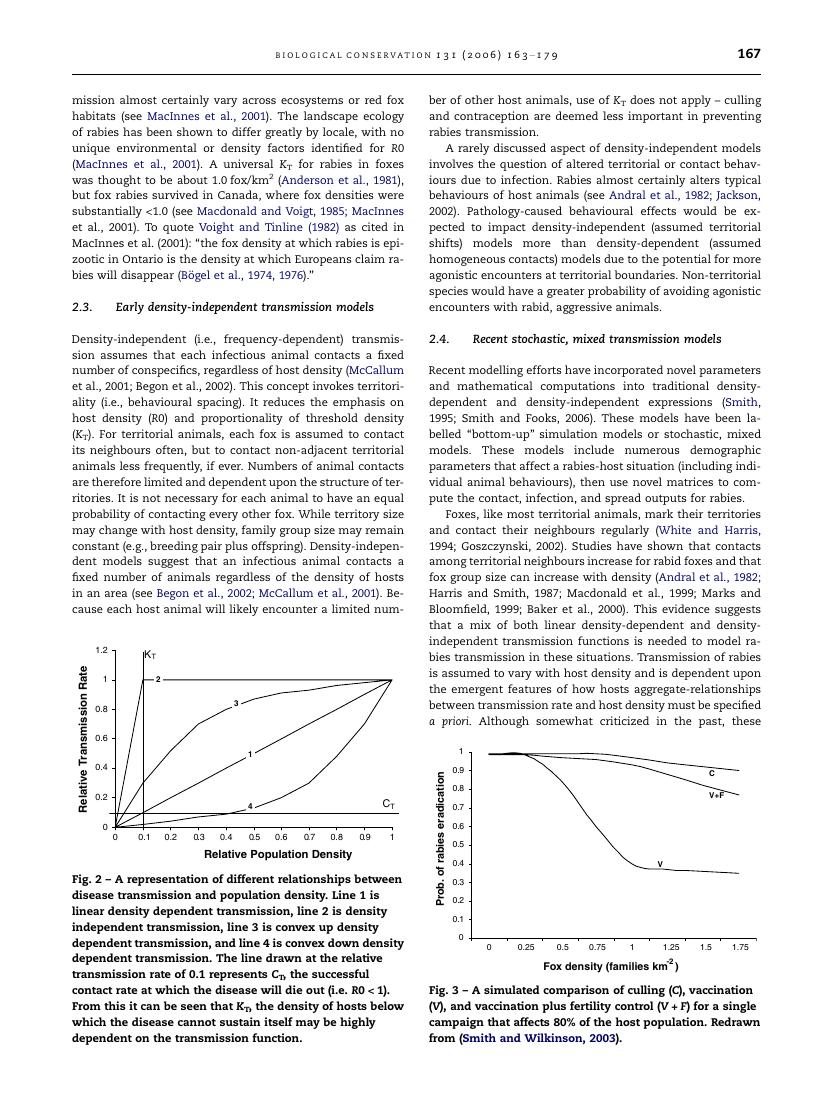 BIOLOGICAL CONSERVATION 131 (2006) 163–179
167
mission almost certainly vary across ecosystems or red fox
habitats (see MacInnes et al., 2001). The landscape ecology
of rabies has been shown to differ greatly by locale, with no
unique environmental or density factors identified for R0
(MacInnes et al., 2001). A universal KT for rabies in foxes
was thought to be about 1.0 fox/km2 (Anderson et al., 1981),
but fox rabies survived in Canada, where fox densities were
substantially <1.0 (see Macdonald and Voigt, 1985; MacInnes
et al., 2001). To quote Voight and Tinline (1982) as cited in
MacInnes et al. (2001): “the fox density at which rabies is epi-
zootic in Ontario is the density at which Europeans claim ra-
bies will disappear (Bögel et al., 1974, 1976).”
2.3. Early density-independent transmission models
Density-independent (i.e., frequency-dependent) transmis-
sion assumes that each infectious animal contacts a fixed
number of conspecifics, regardless of host density (McCallum
et al., 2001; Begon et al., 2002). This concept invokes territori-
ality (i.e., behavioural spacing). It reduces the emphasis on
host density (R0) and proportionality of threshold density
(KT). For territorial animals, each fox is assumed to contact
its neighbours often, but to contact non-adjacent territorial
animals less frequently, if ever. Numbers of animal contacts
are therefore limited and dependent upon the structure of ter-
ritories. It is not necessary for each animal to have an equal
probability of contacting every other fox. While territory size
may change with host density, family group size may remain
constant (e.g., breeding pair plus offspring). Density-indepen-
dent models suggest that an infectious animal contacts a
fixed number of animals regardless of the density of hosts
in an area (see Begon et al., 2002; McCallum et al., 2001). Be-
cause each host animal will likely encounter a limited num-
1.2
1
0.8
0.6
0.4
0.2
0
Relative Transmission Rate
KT
2
3
1
4
CT
0 0.1 0.2 0.3 0.4 0.5 0.6 0.7 0.8 0.9 1
Relative Population Density
Fig. 2 – A representation of different relationships between
disease transmission and population density. Line 1 is
linear density dependent transmission, line 2 is density
independent transmission, line 3 is convex up density
dependent transmission, and line 4 is convex down density
dependent transmission. The line drawn at the relative
transmission rate of 0.1 represents CT, the successful
contact rate at which the disease will die out (i.e. R0 < 1).
From this it can be seen that KT, the density of hosts below
which the disease cannot sustain itself may be highly
dependent on the transmission function.
ber of other host animals, use of KT does not apply – culling
and contraception are deemed less important in preventing
rabies transmission.
A rarely discussed aspect of density-independent models
involves the question of altered territorial or contact behav-
iours due to infection. Rabies almost certainly alters typical
behaviours of host animals (see Andral et al., 1982; Jackson,
2002). Pathology-caused behavioural effects would be ex-
pected to impact density-independent (assumed territorial
shifts) models more than density-dependent (assumed
homogeneous contacts) models due to the potential for more
agonistic encounters at territorial boundaries. Non-territorial
species would have a greater probability of avoiding agonistic
encounters with rabid, aggressive animals.
2.4. Recent stochastic, mixed transmission models
Recent modelling efforts have incorporated novel parameters
and mathematical computations into traditional density-
dependent and density-independent expressions (Smith,
1995; Smith and Fooks, 2006). These models have been la-
belled “bottom-up” simulation models or stochastic, mixed
models. These models include numerous demographic
parameters that affect a rabies-host situation (including indi-
vidual animal behaviours), then use novel matrices to com-
pute the contact, infection, and spread outputs for rabies.
Foxes, like most territorial animals, mark their territories
and contact their neighbours regularly (White and Harris,
1994; Goszczynski, 2002). Studies have shown that contacts
among territorial neighbours increase for rabid foxes and that
fox group size can increase with density (Andral et al., 1982;
Harris and Smith, 1987; Macdonald et al., 1999; Marks and
Bloomfield, 1999; Baker et al., 2000). This evidence suggests
that a mix of both linear density-dependent and density-
independent transmission functions is needed to model ra-
bies transmission in these situations. Transmission of rabies
is assumed to vary with host density and is dependent upon
the emergent features of how hosts aggregate-relationships
between transmission rate and host density must be specified
a priori. Although somewhat criticized in the past, these
1
0.9
0.8
0.7
0.6
0.5
0.4
0.3
0.2
0.1
0
Prob. of rabies eradication
C
V+F
V
0 0.25 0.5 0.75 1 1.25 1.5 1.75
Fox density (families km-2)
Fig. 3 – A simulated comparison of culling (C), vaccination
(V), and vaccination plus fertility control (V + F) for a single
campaign that affects 80% of the host population. Redrawn
from (Smith and Wilkinson, 2003).